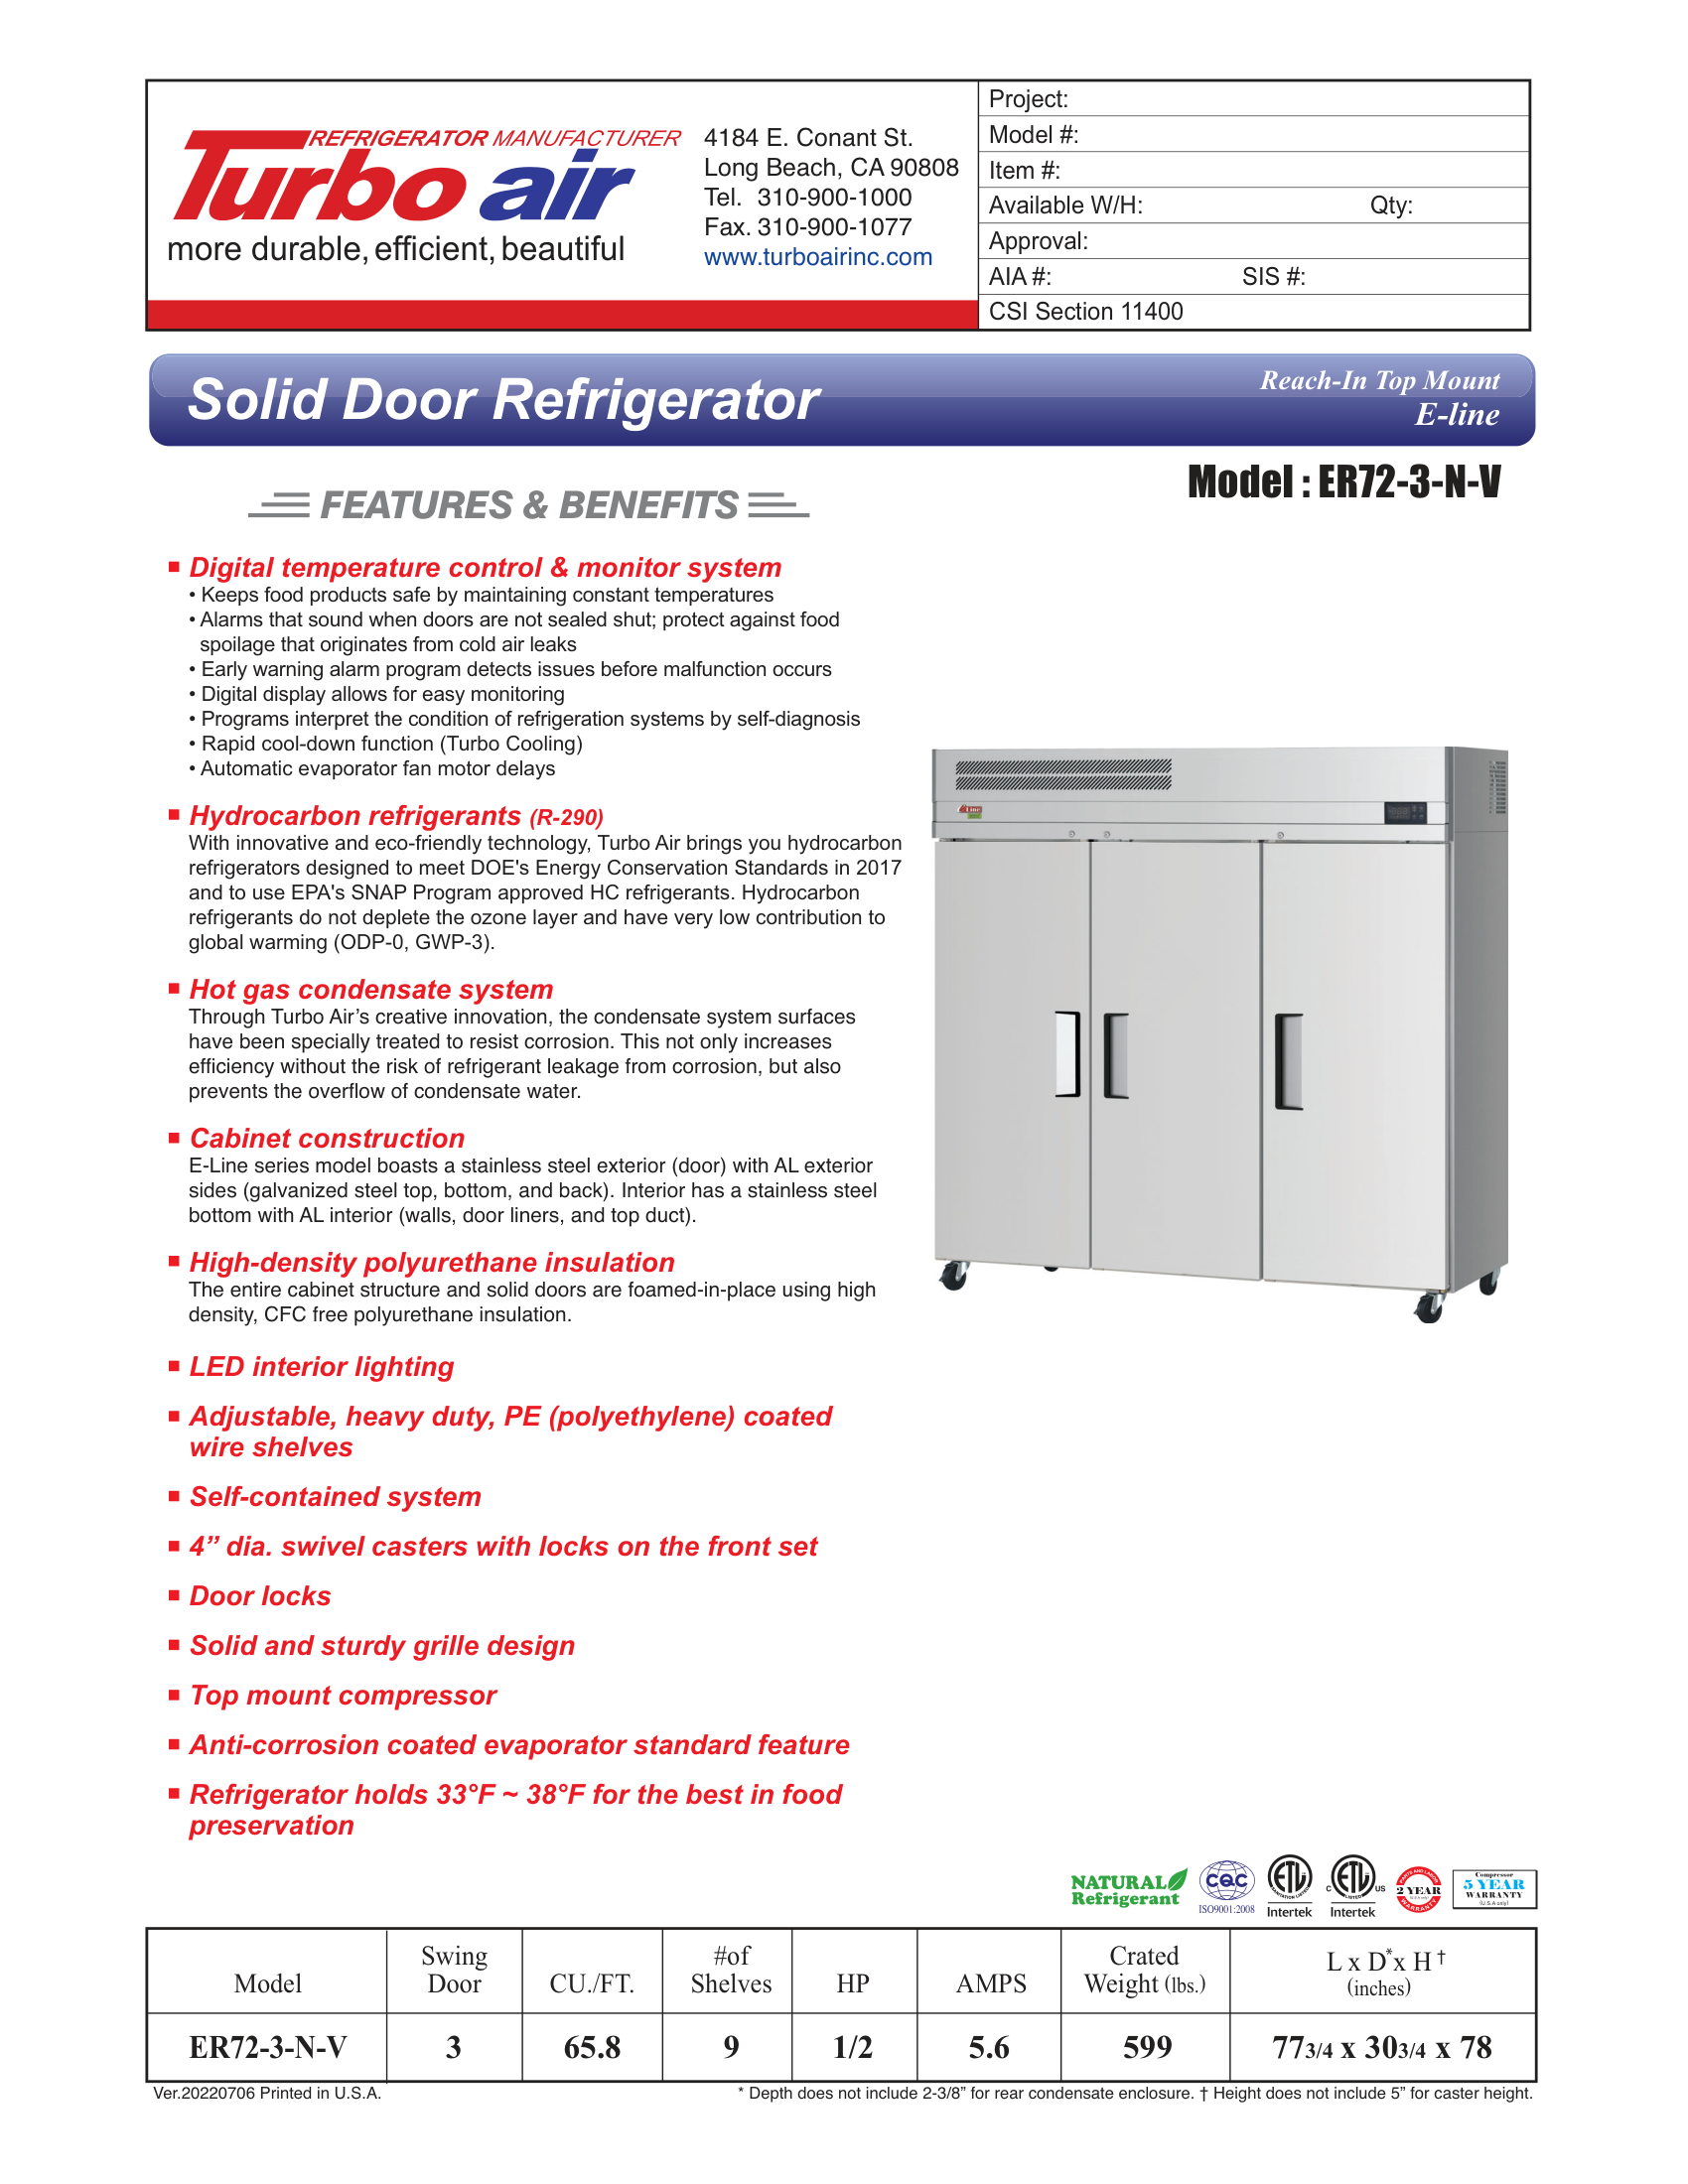 REFRIGERATOR MANUFACTURER
Turbo air
more durable, efficient, beautiful
4184 E. Conant St.
Long Beach, CA 90808
Tel. 310-900-1000
Fax. 310-900-1077
www.turboairinc.com
Project:
Model #:
Item #:
Available W/H: Qty:
Approval:
AIA #: SIS #:
CSI Section 11400
Solid Door Refrigerator
Reach-In Top Mount
E-line
Model : ER72-3-N-V
FEATURES & BENEFITS
Digital temperature control & monitor system
• Keeps food products safe by maintaining constant temperatures
• Alarms that sound when doors are not sealed shut; protect against food
spoilage that originates from cold air leaks
• Early warning alarm program detects issues before malfunction occurs
• Digital display allows for easy monitoring
• Programs interpret the condition of refrigeration systems by self-diagnosis
• Rapid cool-down function (Turbo Cooling)
• Automatic evaporator fan motor delays
Hydrocarbon refrigerants (R-290)
With innovative and eco-friendly technology, Turbo Air brings you hydrocarbon
refrigerators designed to meet DOE's Energy Conservation Standards in 2017
and to use EPA's SNAP Program approved HC refrigerants. Hydrocarbon
refrigerants do not deplete the ozone layer and have very low contribution to
global warming (ODP-0, GWP-3).
Hot gas condensate system
Through Turbo Air’s creative innovation, the condensate system surfaces
have been specially treated to resist corrosion. This not only increases
efficiency without the risk of refrigerant leakage from corrosion, but also
prevents the overflow of condensate water.
Cabinet construction
E-Line series model boasts a stainless steel exterior (door) with AL exterior
sides (galvanized steel top, bottom, and back). Interior has a stainless steel
bottom with AL interior (walls, door liners, and top duct).
High-density polyurethane insulation
The entire cabinet structure and solid doors are foamed-in-place using high
density, CFC free polyurethane insulation.
LED interior lighting
Adjustable, heavy duty, PE (polyethylene) coated
wire shelves
Self-contained system
4” dia. swivel casters with locks on the front set
Door locks
Solid and sturdy grille design
Top mount compressor
Anti-corrosion coated evaporator standard feature
Refrigerator holds 33°F ~ 38°F for the best in food
preservation
NATURAL
Refrigerant
CQC
ISO9001:2008
ETL
SANITATION LISTED
Intertek
C ETL US
LISTED
Intertek
PARTS AND LABOR
2 YEAR
WARRANTY
Compressor
5 YEAR
WARRANTY
(U.S.A only)
Model Swing Door CU./FT. #of Shelves HP AMPS Crated Weight (lbs.) L x D* x H † (inches)
ER72-3-N-V 3 65.8 9 1/2 5.6 599 77 3/4 x 30 3/4 x 78
Ver.20220706 Printed in U.S.A.
* Depth does not include 2-3/8” for rear condensate enclosure. † Height does not include 5” for caster height.